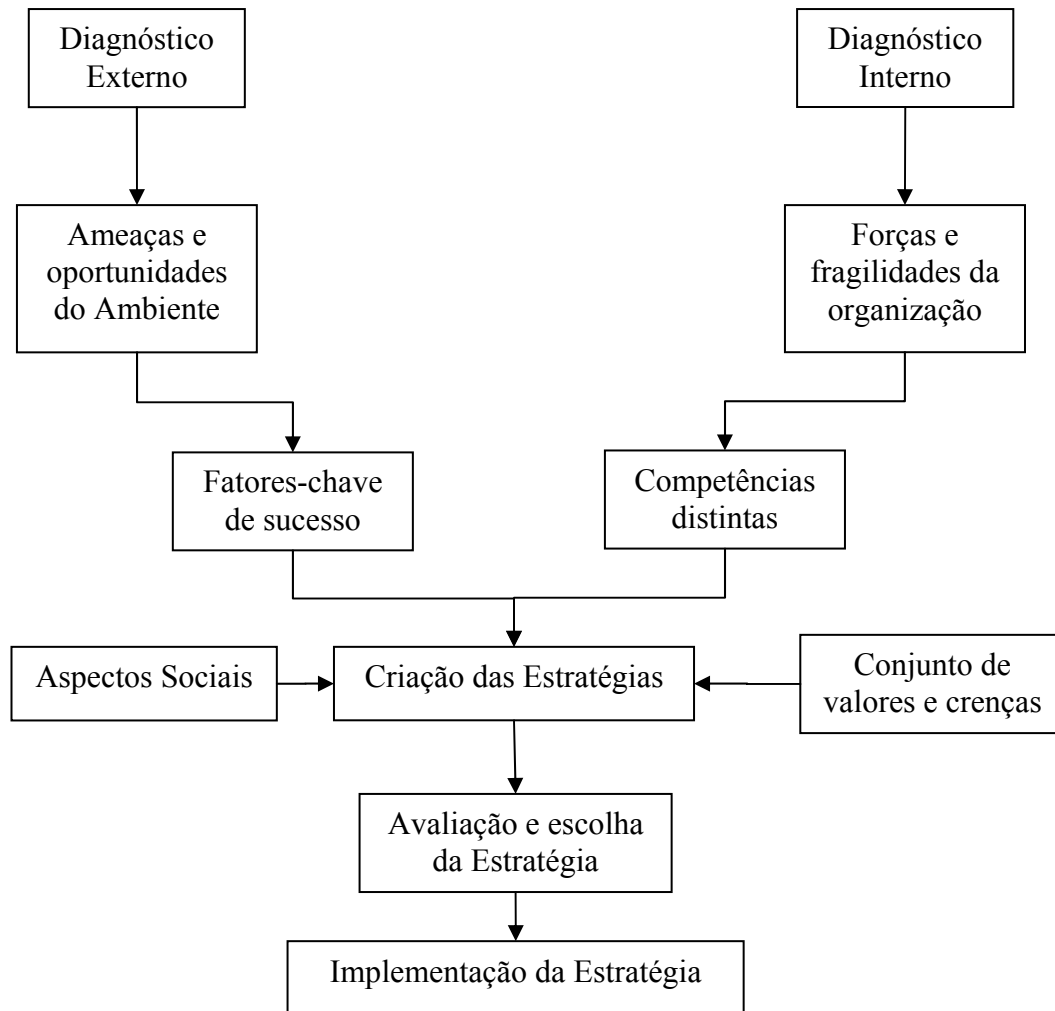 Diagnóstico
Externo
Diagnóstico
Interno
Ameaças e
oportunidades
do Ambiente
Forças e
fragilidades da
organização
Fatores-chave
de sucesso
Competências
distintas
Aspectos Sociais
Criação das Estratégias
Conjunto de
valores e crenças
Avaliação e escolha
da Estratégia
Implementação da Estratégia